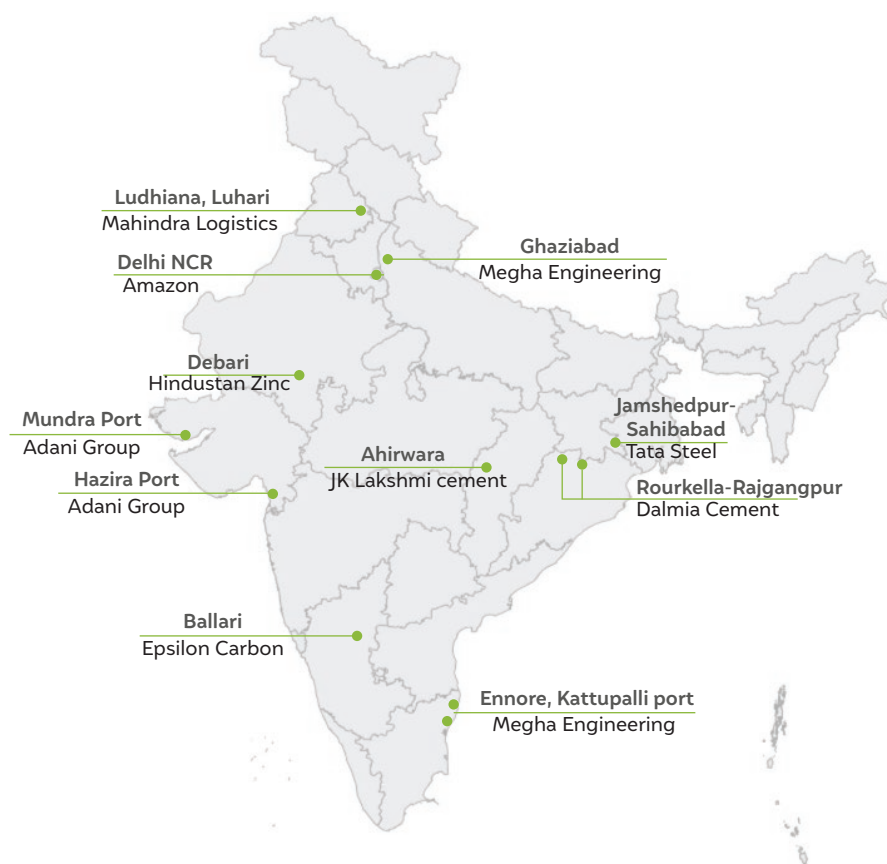 Ludhiana, Luhari
Mahindra Logistics
Ghaziabad
Megha Engineering
Delhi NCR
Amazon
Debari
Hindustan Zinc
Jamshedpur-
Sahibabad
Tata Steel
Mundra Port
Adani Group
Ahirwara
JK Lakshmi cement
Hazira Port
Adani Group
Rourkella-Rajgangpur
Dalmia Cement
Ballari
Epsilon Carbon
Ennore, Kattupalli port
Megha Engineering